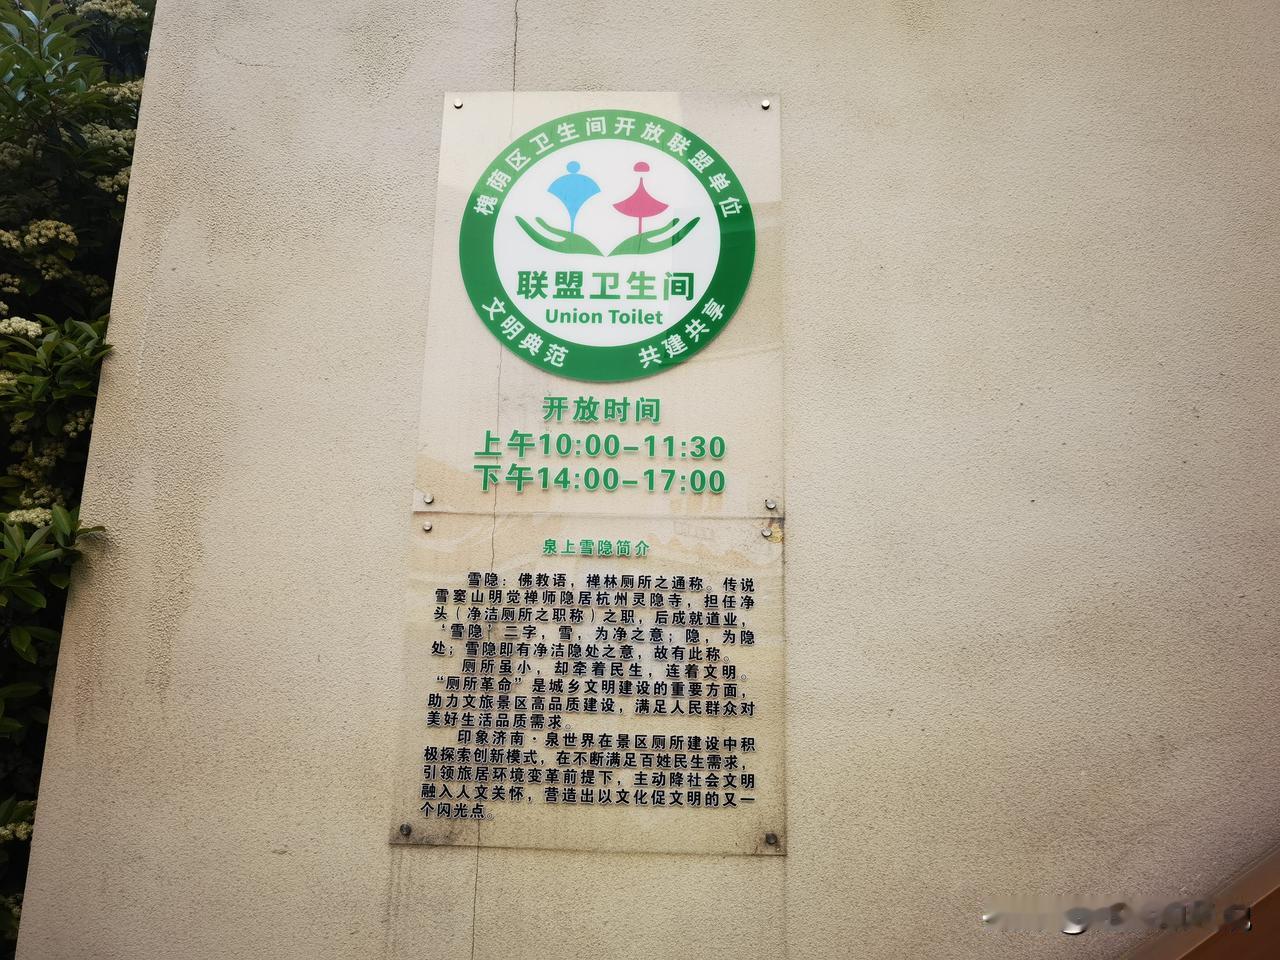 槐荫区卫生间开放联盟单位
联盟卫生间
Union Toilet
文明典范
共建共享
开放时间
上午10:00-11:30
下午14:00-17:00
泉上雪隐简介
雪隐：佛教语，禅林厕所之通称。传说
雪窦山明觉禅师隐居杭州灵隐寺，担任净
头（净洁厕所之职称）之职，后成就道业，
‘雪隐’二字，雪，为净之意；隐，为隐
处；雪隐即有净洁隐处之意，故有此称。
厕所虽小，却牵着民生，连着文明。
“厕所革命”是城乡文明建设的重要方面，
助力文旅景区高品质建设，满足人民群众对
美好生活品质需求。
印象济南·泉世界在景区厕所建设中积
极探索创新模式，在不断满足百姓民生需求，
引领旅居环境变革前提下，主动降社会文明
融入人文关怀，营造出以文化促文明的又一
个闪光点。